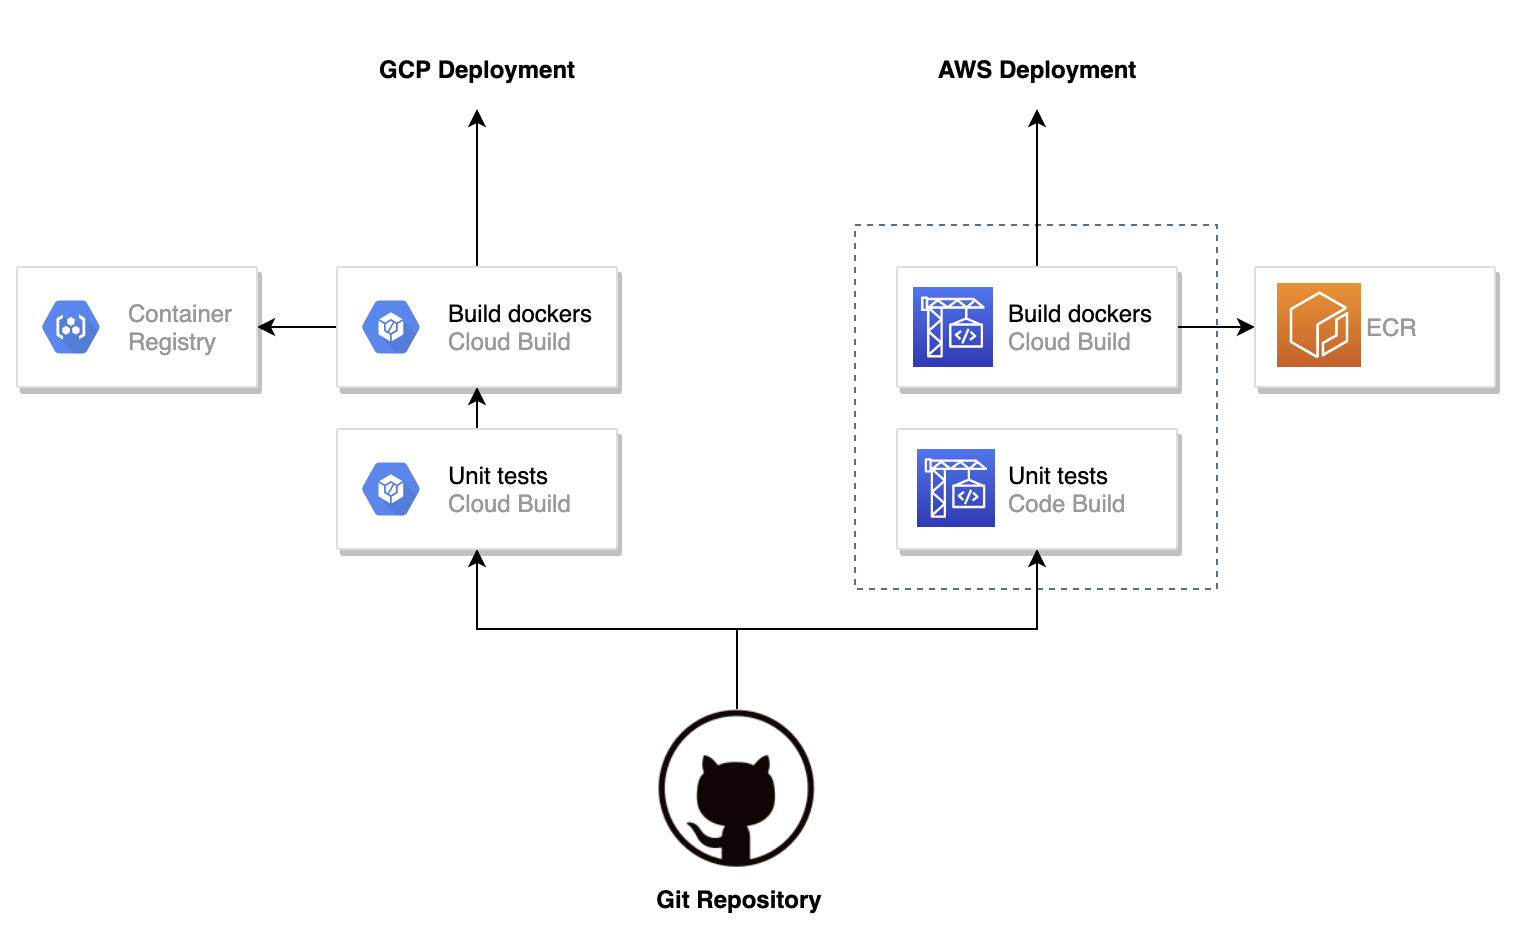 GCP Deployment
AWS Deployment
Container
Registry
Build dockers
Cloud Build
Build dockers
Cloud Build
ECR
Unit tests
Cloud Build
Unit tests
Code Build
Git Repository